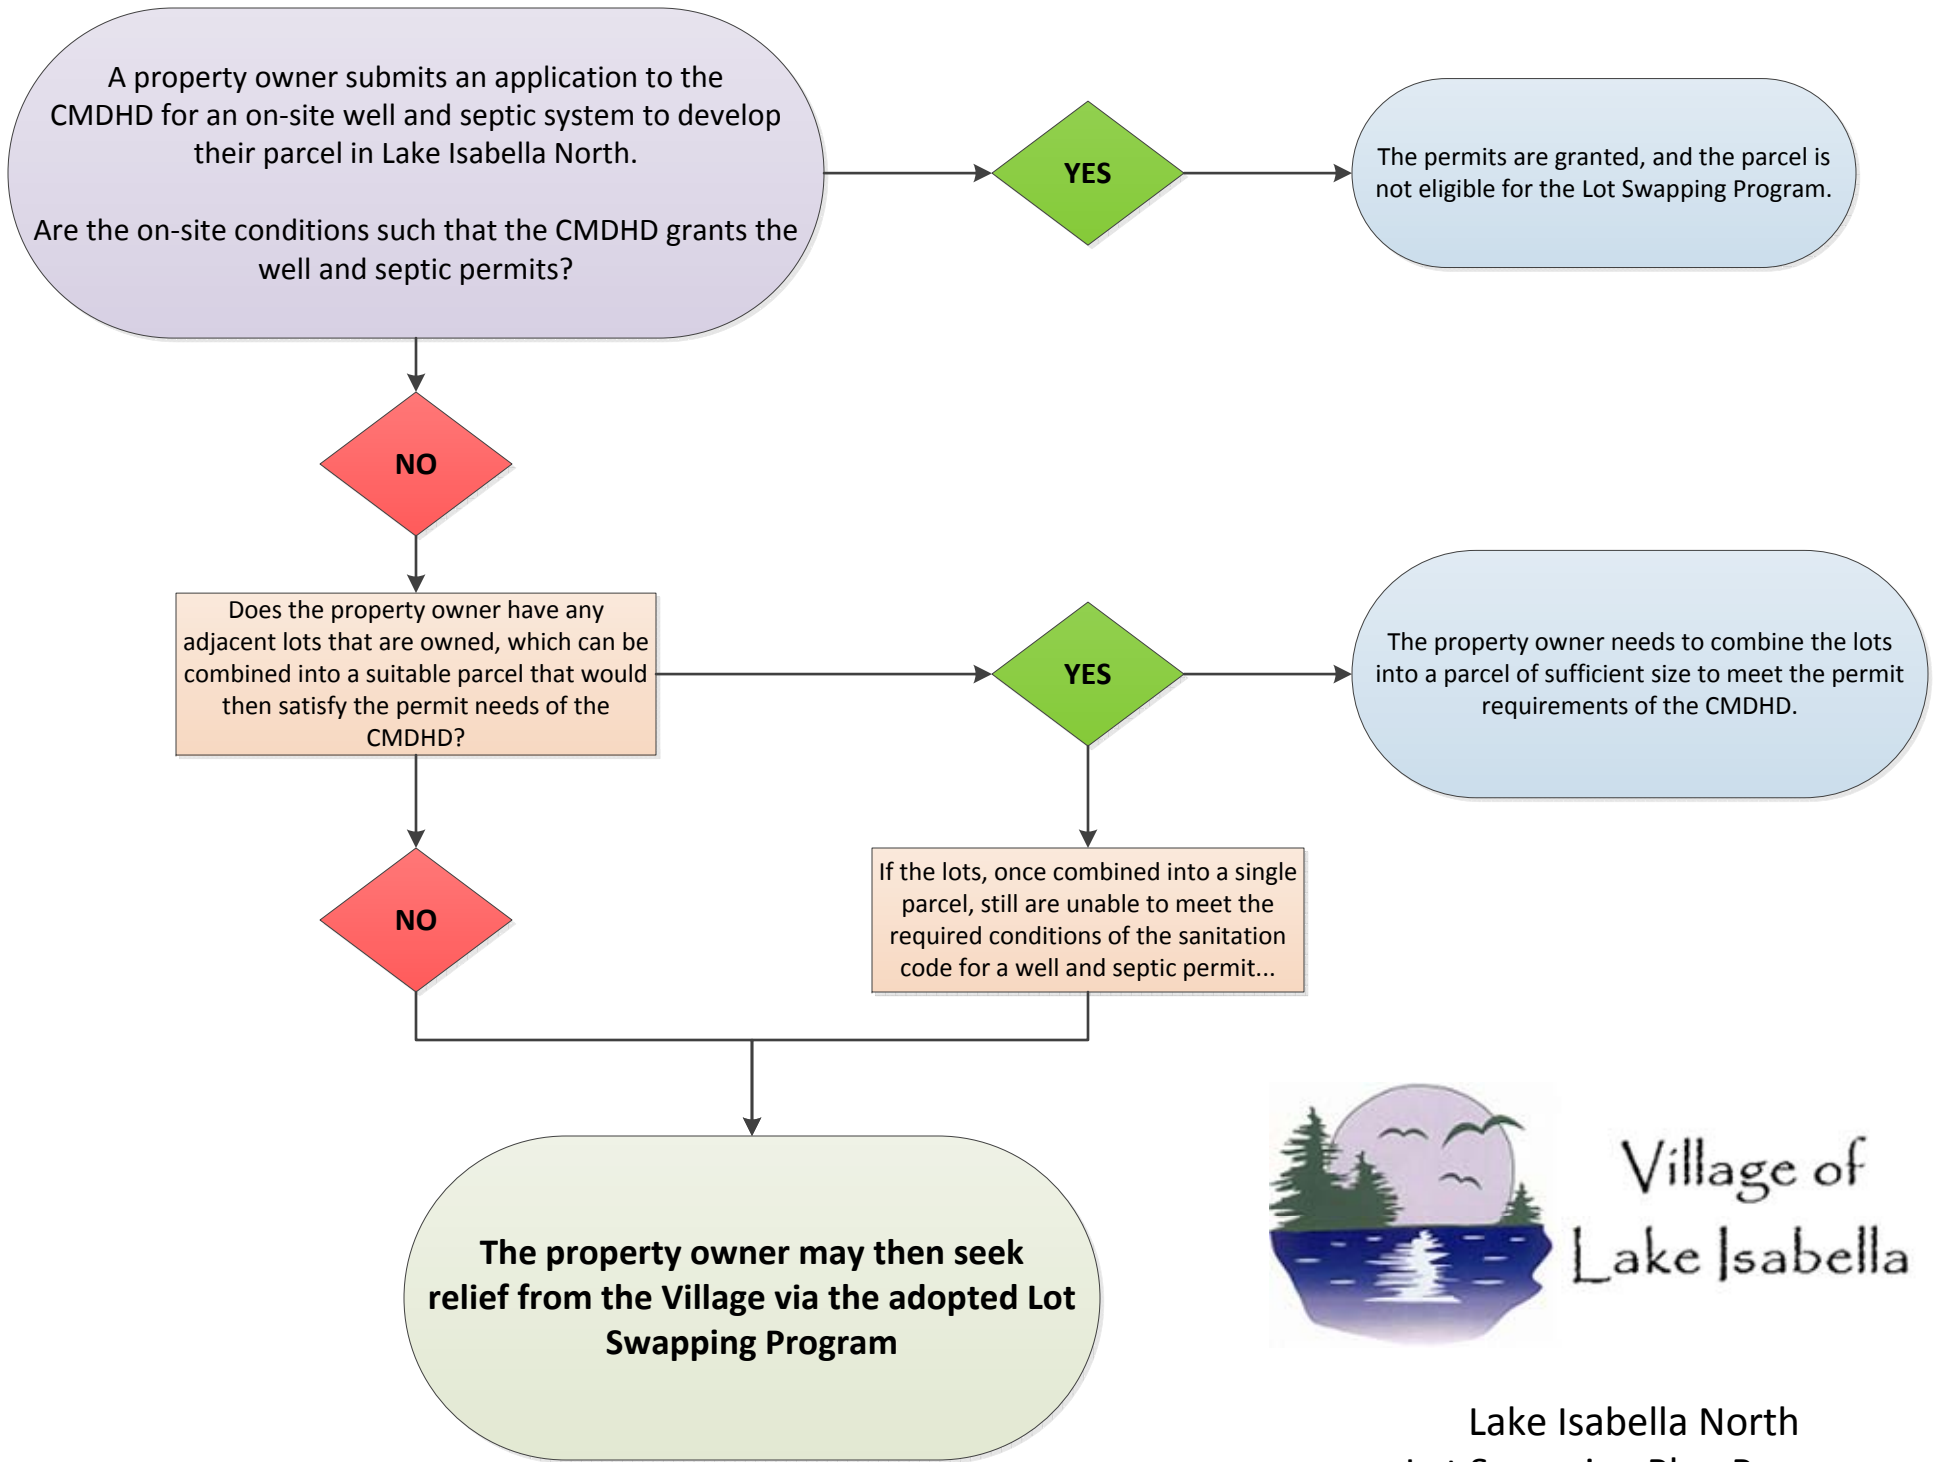 A property owner submits an application to the
CMDHD for an on-site well and septic system to develop
their parcel in Lake Isabella North.
Are the on-site conditions such that the CMDHD grants the
well and septic permits?
YES
The permits are granted, and the parcel is
not eligible for the Lot Swapping Program.
NO
Does the property owner have any
adjacent lots that are owned, which can be
combined into a suitable parcel that would
then satisfy the permit needs of the
CMDHD?
YES
The property owner needs to combine the lots
into a parcel of sufficient size to meet the permit
requirements of the CMDHD.
NO
If the lots, once combined into a single
parcel, still are unable to meet the
required conditions of the sanitation
code for a well and septic permit...
The property owner may then seek
relief from the Village via the adopted Lot
Swapping Program
Village of
Lake Isabella
Lake Isabella North